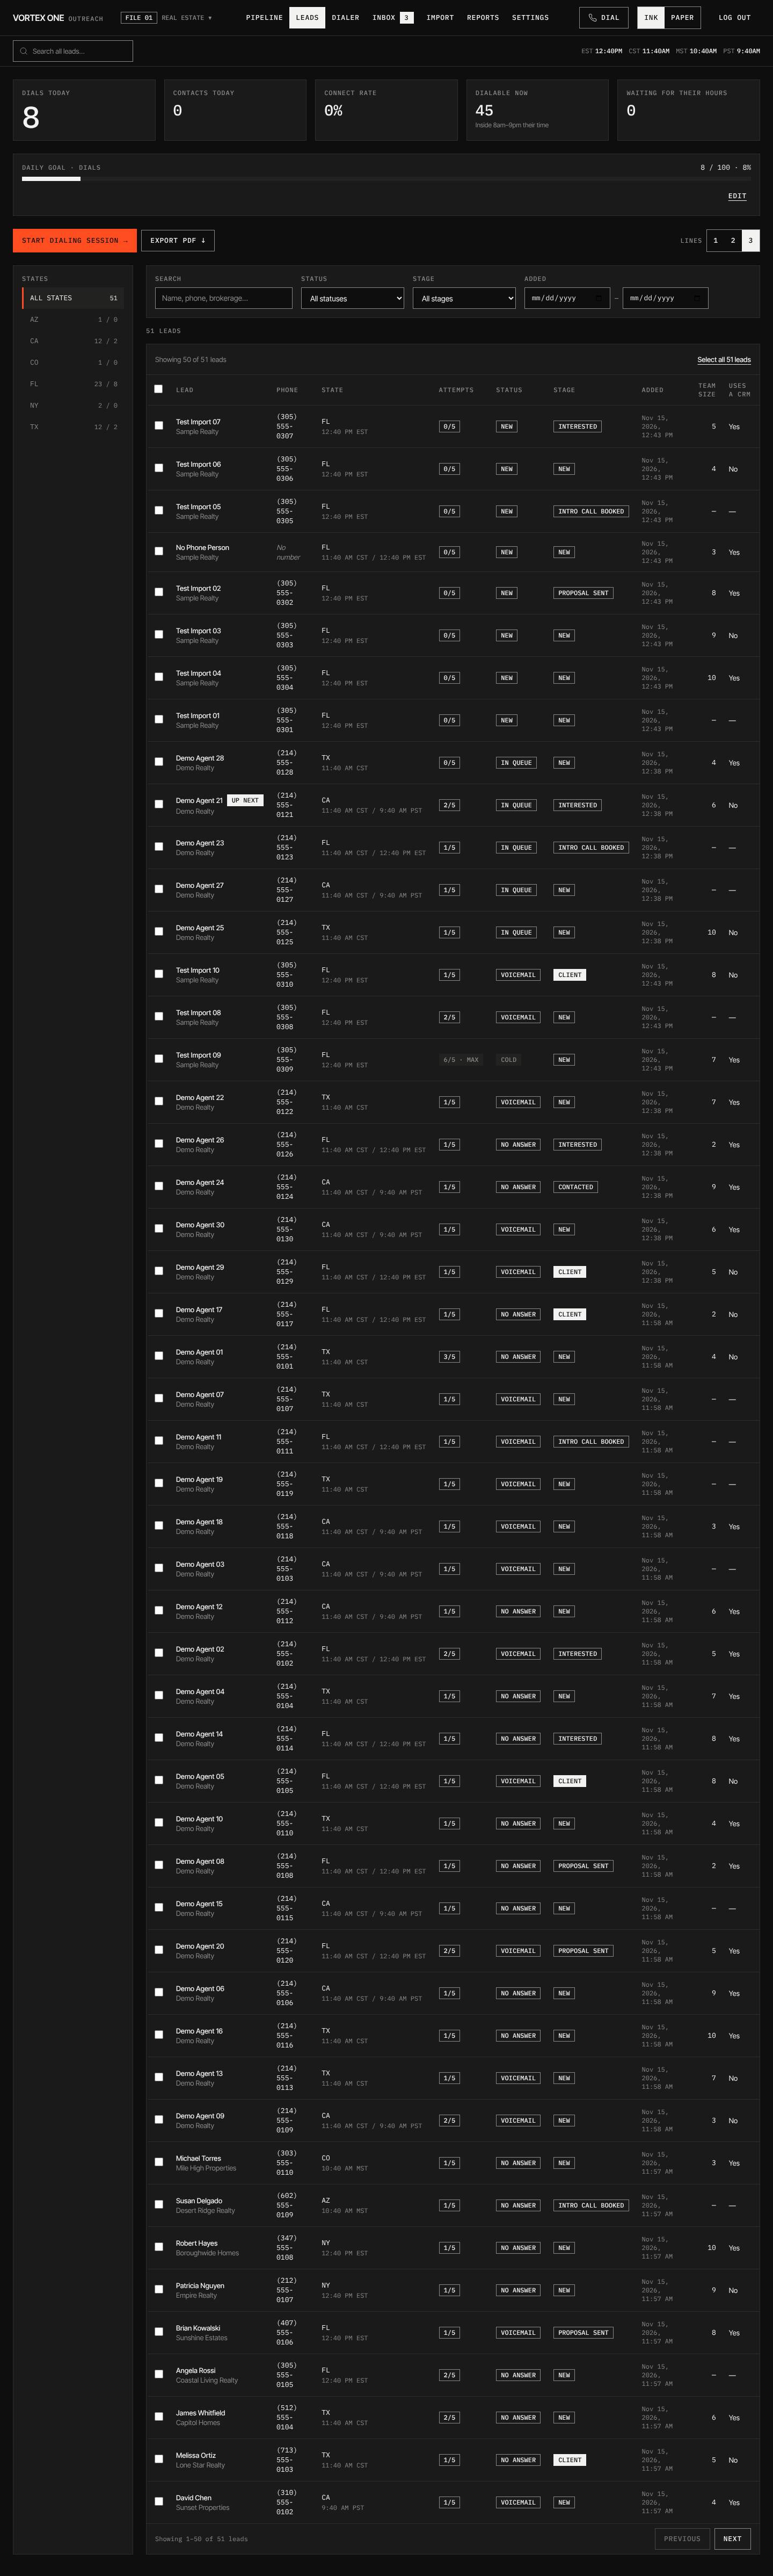 VORTEX ONE OUTREACH
FILE 01 REAL ESTATE ▾
PIPELINE LEADS DIALER INBOX 3 IMPORT REPORTS SETTINGS
DIAL
INK PAPER
LOG OUT
Search all leads...
EST 12:40PM CST 11:40AM MST 10:40AM PST 9:40AM
DIALS TODAY
8
CONTACTS TODAY
0
CONNECT RATE
0%
DIALABLE NOW
45
Inside 8am–9pm their time
WAITING FOR THEIR HOURS
0
DAILY GOAL · DIALS
8 / 100 · 8%
EDIT
START DIALING SESSION →
EXPORT PDF ↓
LINES 1 2 3
STATES
ALL STATES 51
AZ 1 / 0
CA 12 / 2
CO 1 / 0
FL 23 / 8
NY 2 / 0
TX 12 / 2
SEARCH STATUS STAGE ADDED
Name, phone, brokerage... All statuses All stages mm/dd/yyyy – mm/dd/yyyy
51 LEADS
Showing 50 of 51 leads
Select all 51 leads
LEAD PHONE STATE ATTEMPTS STATUS STAGE ADDED TEAM SIZE USES A CRM
Test Import 07 Sample Realty (305) 555-0307 FL 12:40 PM EST 0/5 NEW INTERESTED Nov 15, 2026, 12:43 PM 5 Yes
Test Import 06 Sample Realty (305) 555-0306 FL 12:40 PM EST 0/5 NEW NEW Nov 15, 2026, 12:43 PM 4 No
Test Import 05 Sample Realty (305) 555-0305 FL 12:40 PM EST 0/5 NEW INTRO CALL BOOKED Nov 15, 2026, 12:43 PM — —
No Phone Person Sample Realty No number FL 11:40 AM CST / 12:40 PM EST 0/5 NEW NEW Nov 15, 2026, 12:43 PM 3 Yes
Test Import 02 Sample Realty (305) 555-0302 FL 12:40 PM EST 0/5 NEW PROPOSAL SENT Nov 15, 2026, 12:43 PM 8 Yes
Test Import 03 Sample Realty (305) 555-0303 FL 12:40 PM EST 0/5 NEW NEW Nov 15, 2026, 12:43 PM 9 No
Test Import 04 Sample Realty (305) 555-0304 FL 12:40 PM EST 0/5 NEW NEW Nov 15, 2026, 12:43 PM 10 Yes
Test Import 01 Sample Realty (305) 555-0301 FL 12:40 PM EST 0/5 NEW NEW Nov 15, 2026, 12:43 PM — —
Demo Agent 28 Demo Realty (214) 555-0128 TX 11:40 AM CST 0/5 IN QUEUE NEW Nov 15, 2026, 12:38 PM 4 Yes
Demo Agent 21 UP NEXT Demo Realty (214) 555-0121 CA 11:40 AM CST / 9:40 AM PST 2/5 IN QUEUE INTERESTED Nov 15, 2026, 12:38 PM 6 No
Demo Agent 23 Demo Realty (214) 555-0123 FL 11:40 AM CST / 12:40 PM EST 1/5 IN QUEUE INTRO CALL BOOKED Nov 15, 2026, 12:38 PM — —
Demo Agent 27 Demo Realty (214) 555-0127 CA 11:40 AM CST / 9:40 AM PST 1/5 IN QUEUE NEW Nov 15, 2026, 12:38 PM — —
Demo Agent 25 Demo Realty (214) 555-0125 TX 11:40 AM CST 1/5 IN QUEUE NEW Nov 15, 2026, 12:38 PM 10 No
Test Import 10 Sample Realty (305) 555-0310 FL 12:40 PM EST 1/5 VOICEMAIL CLIENT Nov 15, 2026, 12:43 PM 8 No
Test Import 08 Sample Realty (305) 555-0308 FL 12:40 PM EST 2/5 VOICEMAIL NEW Nov 15, 2026, 12:43 PM — —
Test Import 09 Sample Realty (305) 555-0309 FL 12:40 PM EST 6/5 · MAX COLD NEW Nov 15, 2026, 12:43 PM 7 Yes
Demo Agent 22 Demo Realty (214) 555-0122 TX 11:40 AM CST 1/5 VOICEMAIL NEW Nov 15, 2026, 12:38 PM 7 Yes
Demo Agent 26 Demo Realty (214) 555-0126 FL 11:40 AM CST / 12:40 PM EST 1/5 NO ANSWER INTERESTED Nov 15, 2026, 12:38 PM 2 Yes
Demo Agent 24 Demo Realty (214) 555-0124 CA 11:40 AM CST / 9:40 AM PST 1/5 NO ANSWER CONTACTED Nov 15, 2026, 12:38 PM 9 Yes
Demo Agent 30 Demo Realty (214) 555-0130 CA 11:40 AM CST / 9:40 AM PST 1/5 VOICEMAIL NEW Nov 15, 2026, 12:38 PM 6 Yes
Demo Agent 29 Demo Realty (214) 555-0129 FL 11:40 AM CST / 12:40 PM EST 1/5 VOICEMAIL CLIENT Nov 15, 2026, 12:38 PM 5 No
Demo Agent 17 Demo Realty (214) 555-0117 FL 11:40 AM CST / 12:40 PM EST 1/5 NO ANSWER CLIENT Nov 15, 2026, 11:58 AM 2 No
Demo Agent 01 Demo Realty (214) 555-0101 TX 11:40 AM CST 3/5 NO ANSWER NEW Nov 15, 2026, 11:58 AM 4 No
Demo Agent 07 Demo Realty (214) 555-0107 TX 11:40 AM CST 1/5 VOICEMAIL NEW Nov 15, 2026, 11:58 AM — —
Demo Agent 11 Demo Realty (214) 555-0111 FL 11:40 AM CST / 12:40 PM EST 1/5 VOICEMAIL INTRO CALL BOOKED Nov 15, 2026, 11:58 AM — —
Demo Agent 19 Demo Realty (214) 555-0119 TX 11:40 AM CST 1/5 VOICEMAIL NEW Nov 15, 2026, 11:58 AM — —
Demo Agent 18 Demo Realty (214) 555-0118 CA 11:40 AM CST / 9:40 AM PST 1/5 VOICEMAIL NEW Nov 15, 2026, 11:58 AM 3 Yes
Demo Agent 03 Demo Realty (214) 555-0103 CA 11:40 AM CST / 9:40 AM PST 1/5 VOICEMAIL NEW Nov 15, 2026, 11:58 AM — —
Demo Agent 12 Demo Realty (214) 555-0112 CA 11:40 AM CST / 9:40 AM PST 1/5 NO ANSWER NEW Nov 15, 2026, 11:58 AM 6 Yes
Demo Agent 02 Demo Realty (214) 555-0102 FL 11:40 AM CST / 12:40 PM EST 2/5 VOICEMAIL INTERESTED Nov 15, 2026, 11:58 AM 5 Yes
Demo Agent 04 Demo Realty (214) 555-0104 TX 11:40 AM CST 1/5 NO ANSWER NEW Nov 15, 2026, 11:58 AM 7 Yes
Demo Agent 14 Demo Realty (214) 555-0114 FL 11:40 AM CST / 12:40 PM EST 1/5 NO ANSWER INTERESTED Nov 15, 2026, 11:58 AM 8 Yes
Demo Agent 05 Demo Realty (214) 555-0105 FL 11:40 AM CST / 12:40 PM EST 1/5 VOICEMAIL CLIENT Nov 15, 2026, 11:58 AM 8 No
Demo Agent 10 Demo Realty (214) 555-0110 TX 11:40 AM CST 1/5 NO ANSWER NEW Nov 15, 2026, 11:58 AM 4 Yes
Demo Agent 08 Demo Realty (214) 555-0108 FL 11:40 AM CST / 12:40 PM EST 1/5 NO ANSWER PROPOSAL SENT Nov 15, 2026, 11:58 AM 2 Yes
Demo Agent 15 Demo Realty (214) 555-0115 CA 11:40 AM CST / 9:40 AM PST 1/5 NO ANSWER NEW Nov 15, 2026, 11:58 AM — —
Demo Agent 20 Demo Realty (214) 555-0120 FL 11:40 AM CST / 12:40 PM EST 2/5 VOICEMAIL PROPOSAL SENT Nov 15, 2026, 11:58 AM 5 Yes
Demo Agent 06 Demo Realty (214) 555-0106 CA 11:40 AM CST / 9:40 AM PST 1/5 NO ANSWER NEW Nov 15, 2026, 11:58 AM 9 Yes
Demo Agent 16 Demo Realty (214) 555-0116 TX 11:40 AM CST 1/5 NO ANSWER NEW Nov 15, 2026, 11:58 AM 10 Yes
Demo Agent 13 Demo Realty (214) 555-0113 TX 11:40 AM CST 1/5 VOICEMAIL NEW Nov 15, 2026, 11:58 AM 7 No
Demo Agent 09 Demo Realty (214) 555-0109 CA 11:40 AM CST / 9:40 AM PST 2/5 VOICEMAIL NEW Nov 15, 2026, 11:58 AM 3 No
Michael Torres Mile High Properties (303) 555-0110 CO 10:40 AM MST 1/5 NO ANSWER NEW Nov 15, 2026, 11:57 AM 3 Yes
Susan Delgado Desert Ridge Realty (602) 555-0109 AZ 10:40 AM MST 1/5 NO ANSWER INTRO CALL BOOKED Nov 15, 2026, 11:57 AM — —
Robert Hayes Boroughwide Homes (347) 555-0108 NY 12:40 PM EST 1/5 NO ANSWER NEW Nov 15, 2026, 11:57 AM 10 Yes
Patricia Nguyen Empire Realty (212) 555-0107 NY 12:40 PM EST 1/5 NO ANSWER NEW Nov 15, 2026, 11:57 AM 9 No
Brian Kowalski Sunshine Estates (407) 555-0106 FL 12:40 PM EST 1/5 VOICEMAIL PROPOSAL SENT Nov 15, 2026, 11:57 AM 8 Yes
Angela Rossi Coastal Living Realty (305) 555-0105 FL 12:40 PM EST 2/5 NO ANSWER NEW Nov 15, 2026, 11:57 AM — —
James Whitfield Capitol Homes (512) 555-0104 TX 11:40 AM CST 2/5 NO ANSWER NEW Nov 15, 2026, 11:57 AM 6 Yes
Melissa Ortiz Lone Star Realty (713) 555-0103 TX 11:40 AM CST 1/5 NO ANSWER CLIENT Nov 15, 2026, 11:57 AM 5 No
David Chen Sunset Properties (310) 555-0102 CA 9:40 AM PST 1/5 VOICEMAIL NEW Nov 15, 2026, 11:57 AM 4 Yes
Showing 1–50 of 51 leads
PREVIOUS NEXT